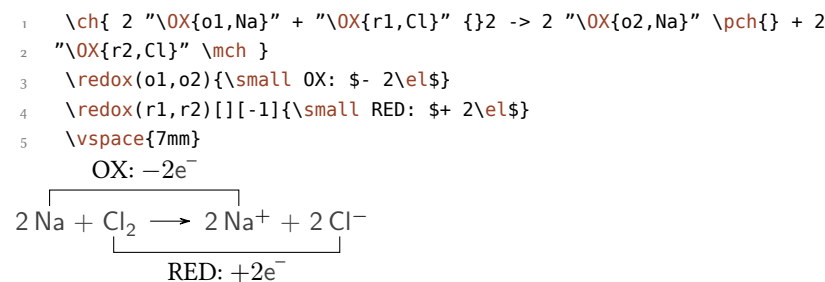 1 \ch{ 2 "\OX{o1,Na}" + "\OX{r1,Cl}" {}2 -> 2 "\OX{o2,Na}" \pch{} + 2
2 "\OX{r2,Cl}" \mch }
3 \redox(o1,o2){\small OX: $- 2\el$}
4 \redox(r1,r2)[][-1]{\small RED: $+ 2\el$}
5 \vspace{7mm}
OX: −2e⁻
2 Na + Cl₂ ⟶ 2 Na⁺ + 2 Cl⁻
RED: +2e⁻